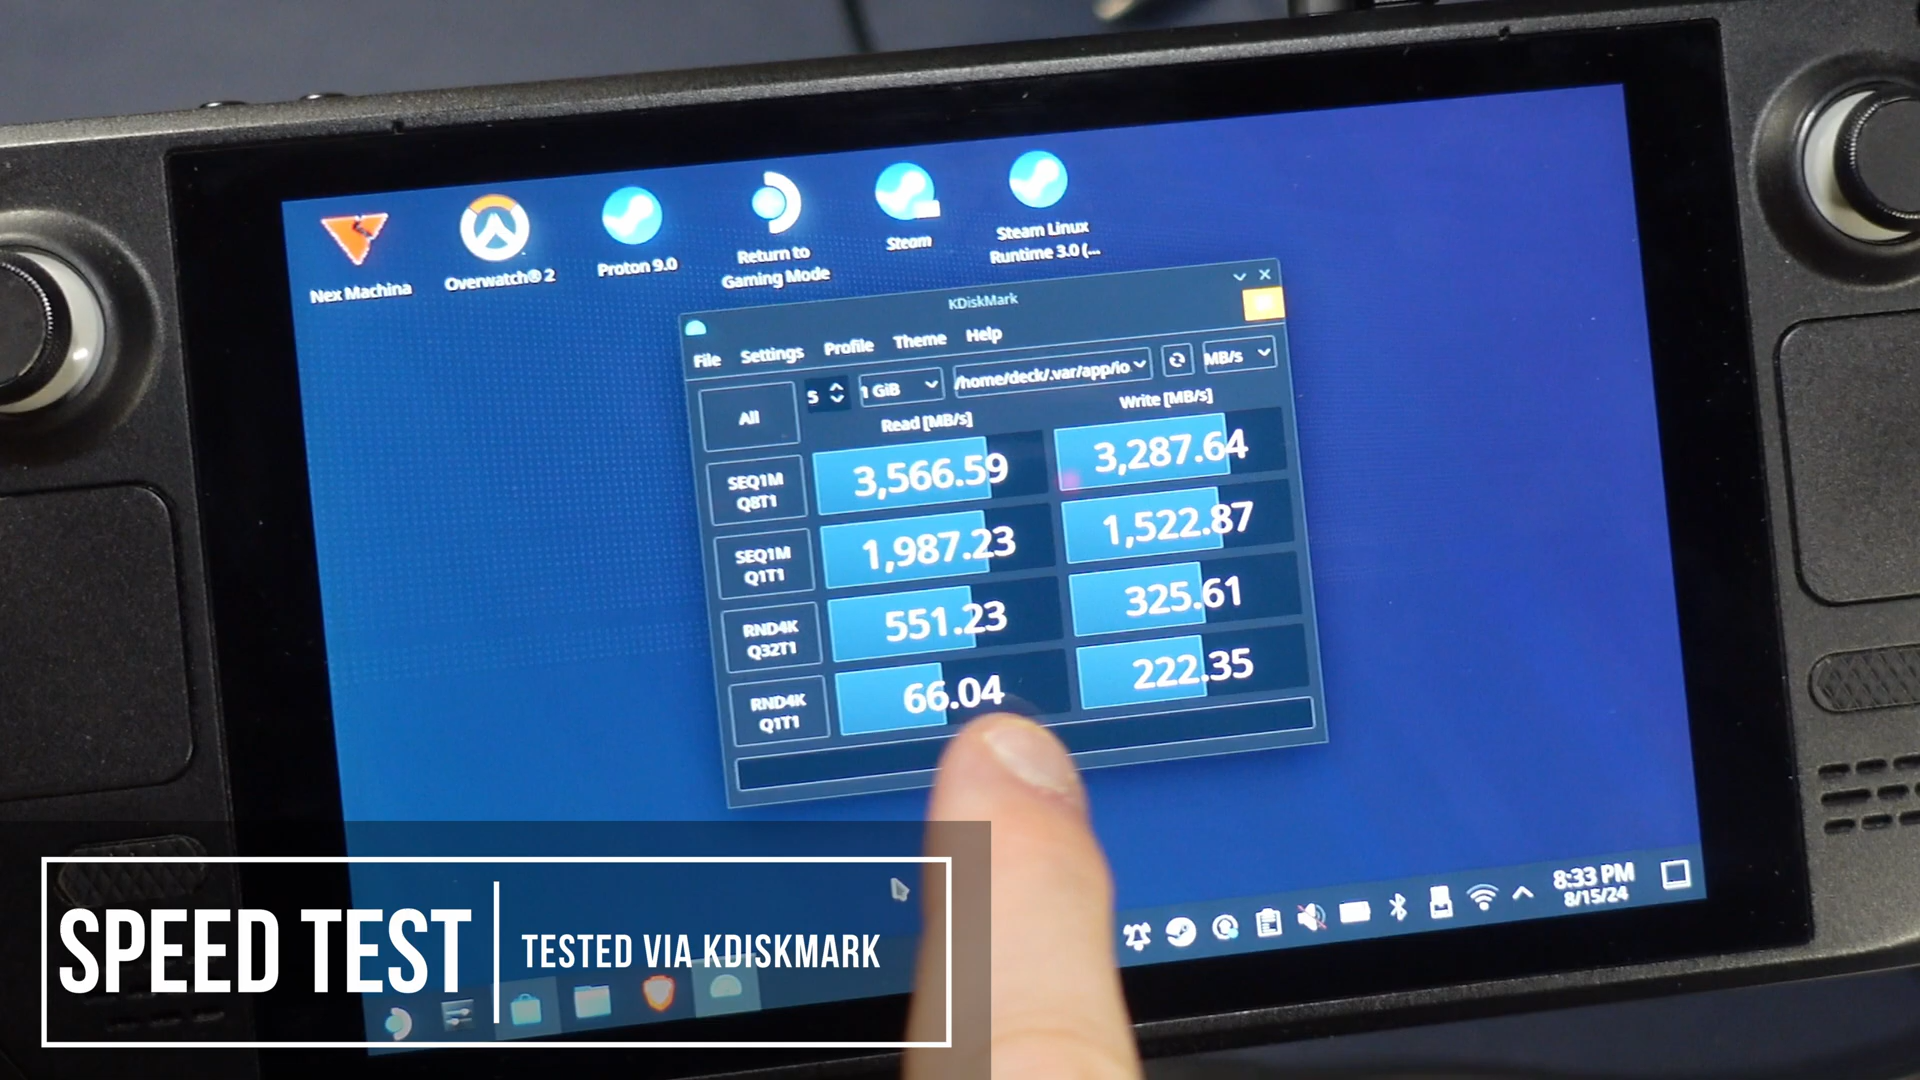 Nex Machina
Overwatch® 2
Proton 9.0
Return to
Gaming Mode
Steam
Steam Linux
Runtime 3.0 (...
KDiskMark
File Settings Profile Theme Help
All 5 1 GiB /home/deck/.var/app/io MB/s
Read [MB/s] Write [MB/s]
SEQ1M
Q8T1
3,566.59 3,287.64
SEQ1M
Q1T1
1,987.23 1,522.87
RND4K
Q32T1
551.23 325.61
RND4K
Q1T1
66.04 222.35
8:33 PM
8/15/24
SPEED TEST
TESTED VIA KDISKMARK